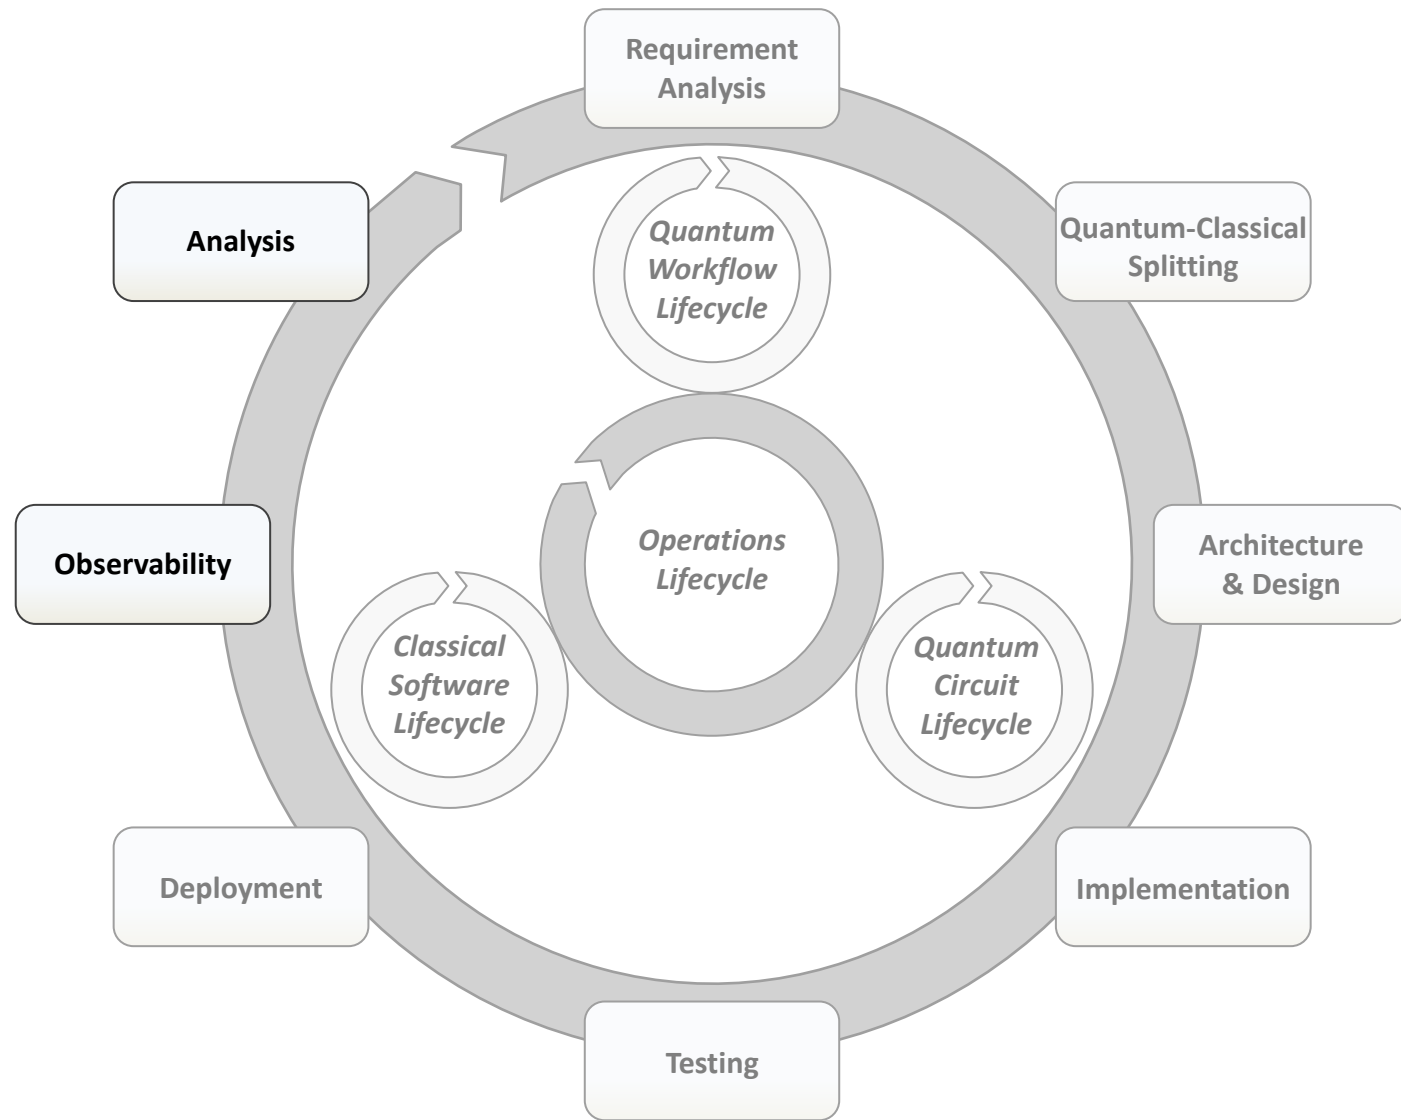 Requirement
Analysis
Quantum-Classical
Splitting
Architecture
& Design
Implementation
Testing
Deployment
Observability
Analysis
Quantum
Workflow
Lifecycle
Operations
Lifecycle
Classical
Software
Lifecycle
Quantum
Circuit
Lifecycle